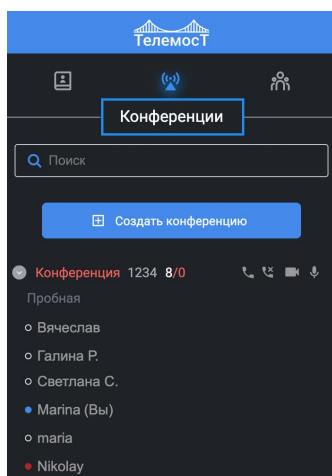 ТелемосТ
Конференции
Поиск
Создать конференцию
Конференция 1234 8/0
Пробная
Вячеслав
Галина Р.
Светлана С.
Marina (Вы)
maria
Nikolay